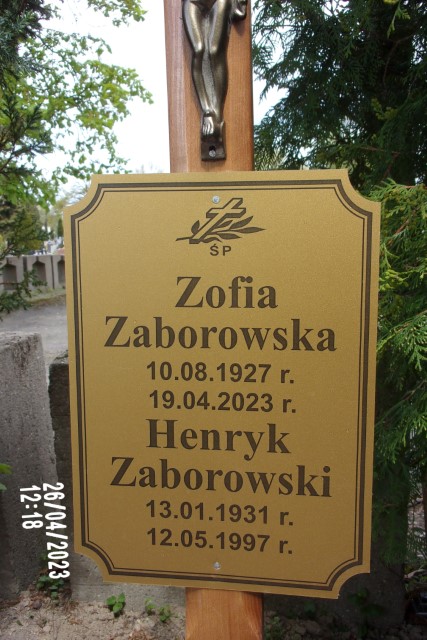 ŚP
Zofia
Zaborowska
10.08.1927 r.
19.04.2023 r.
Henryk
Zaborowski
13.01.1931 r.
12.05.1997 r.
26/04/2023
12:18